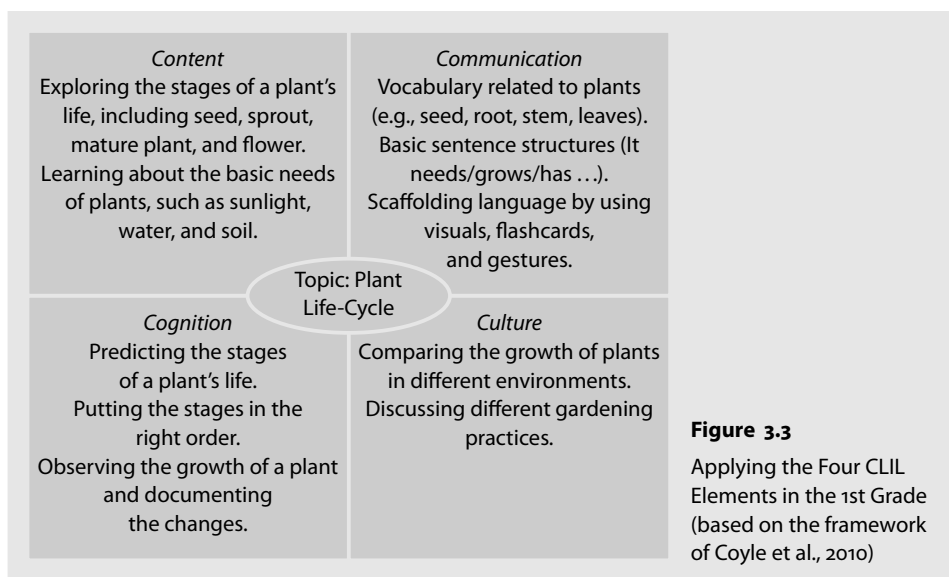 Content
Exploring the stages of a plant's
life, including seed, sprout,
mature plant, and flower.
Learning about the basic needs
of plants, such as sunlight,
water, and soil.
Communication
Vocabulary related to plants
(e.g., seed, root, stem, leaves).
Basic sentence structures (It
needs/grows/has …).
Scaffolding language by using
visuals, flashcards,
and gestures.
Topic: Plant
Life-Cycle
Cognition
Predicting the stages
of a plant's life.
Putting the stages in the
right order.
Observing the growth of a plant
and documenting
the changes.
Culture
Comparing the growth of plants
in different environments.
Discussing different gardening
practices.
Figure 3.3
Applying the Four CLIL
Elements in the 1st Grade
(based on the framework
of Coyle et al., 2010)